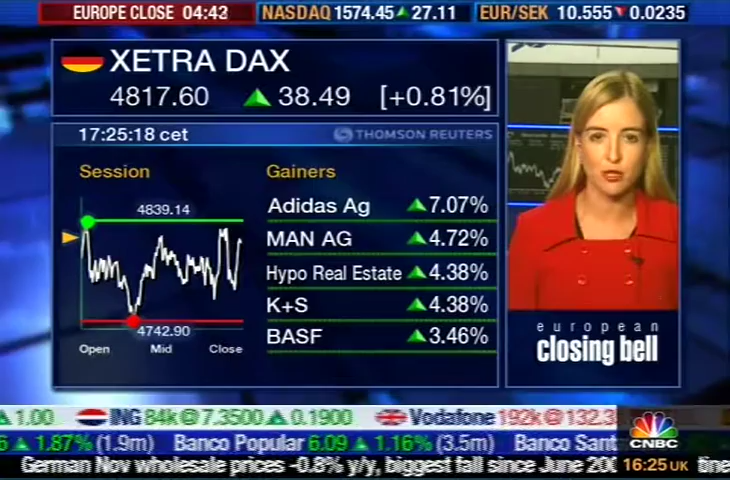 EUROPE CLOSE 04:42 NASDAQ 1574.45 27.11 EUR/SEK 10.555 0.0235
XETRA DAX
4817.60 38.49 [+0.81%]
17:25:18 cet THOMSON REUTERS
Session
4839.14
4742.90
Open Mid Close
Gainers
Adidas Ag 7.07%
MAN AG 4.72%
Hypo Real Estate 4.38%
K+S 4.38%
BASF 3.46%
european
closing bell
1.00 ING 84k@7.3500 0.1900 Vodafone 192k@132.3
6 1.87% (1.9m) Banco Popular 6.09 1.16% (3.5m) Banco Sant
CNBC
German Nov wholesale prices -0.8% y/y, biggest fall since June 200
16:25 UK